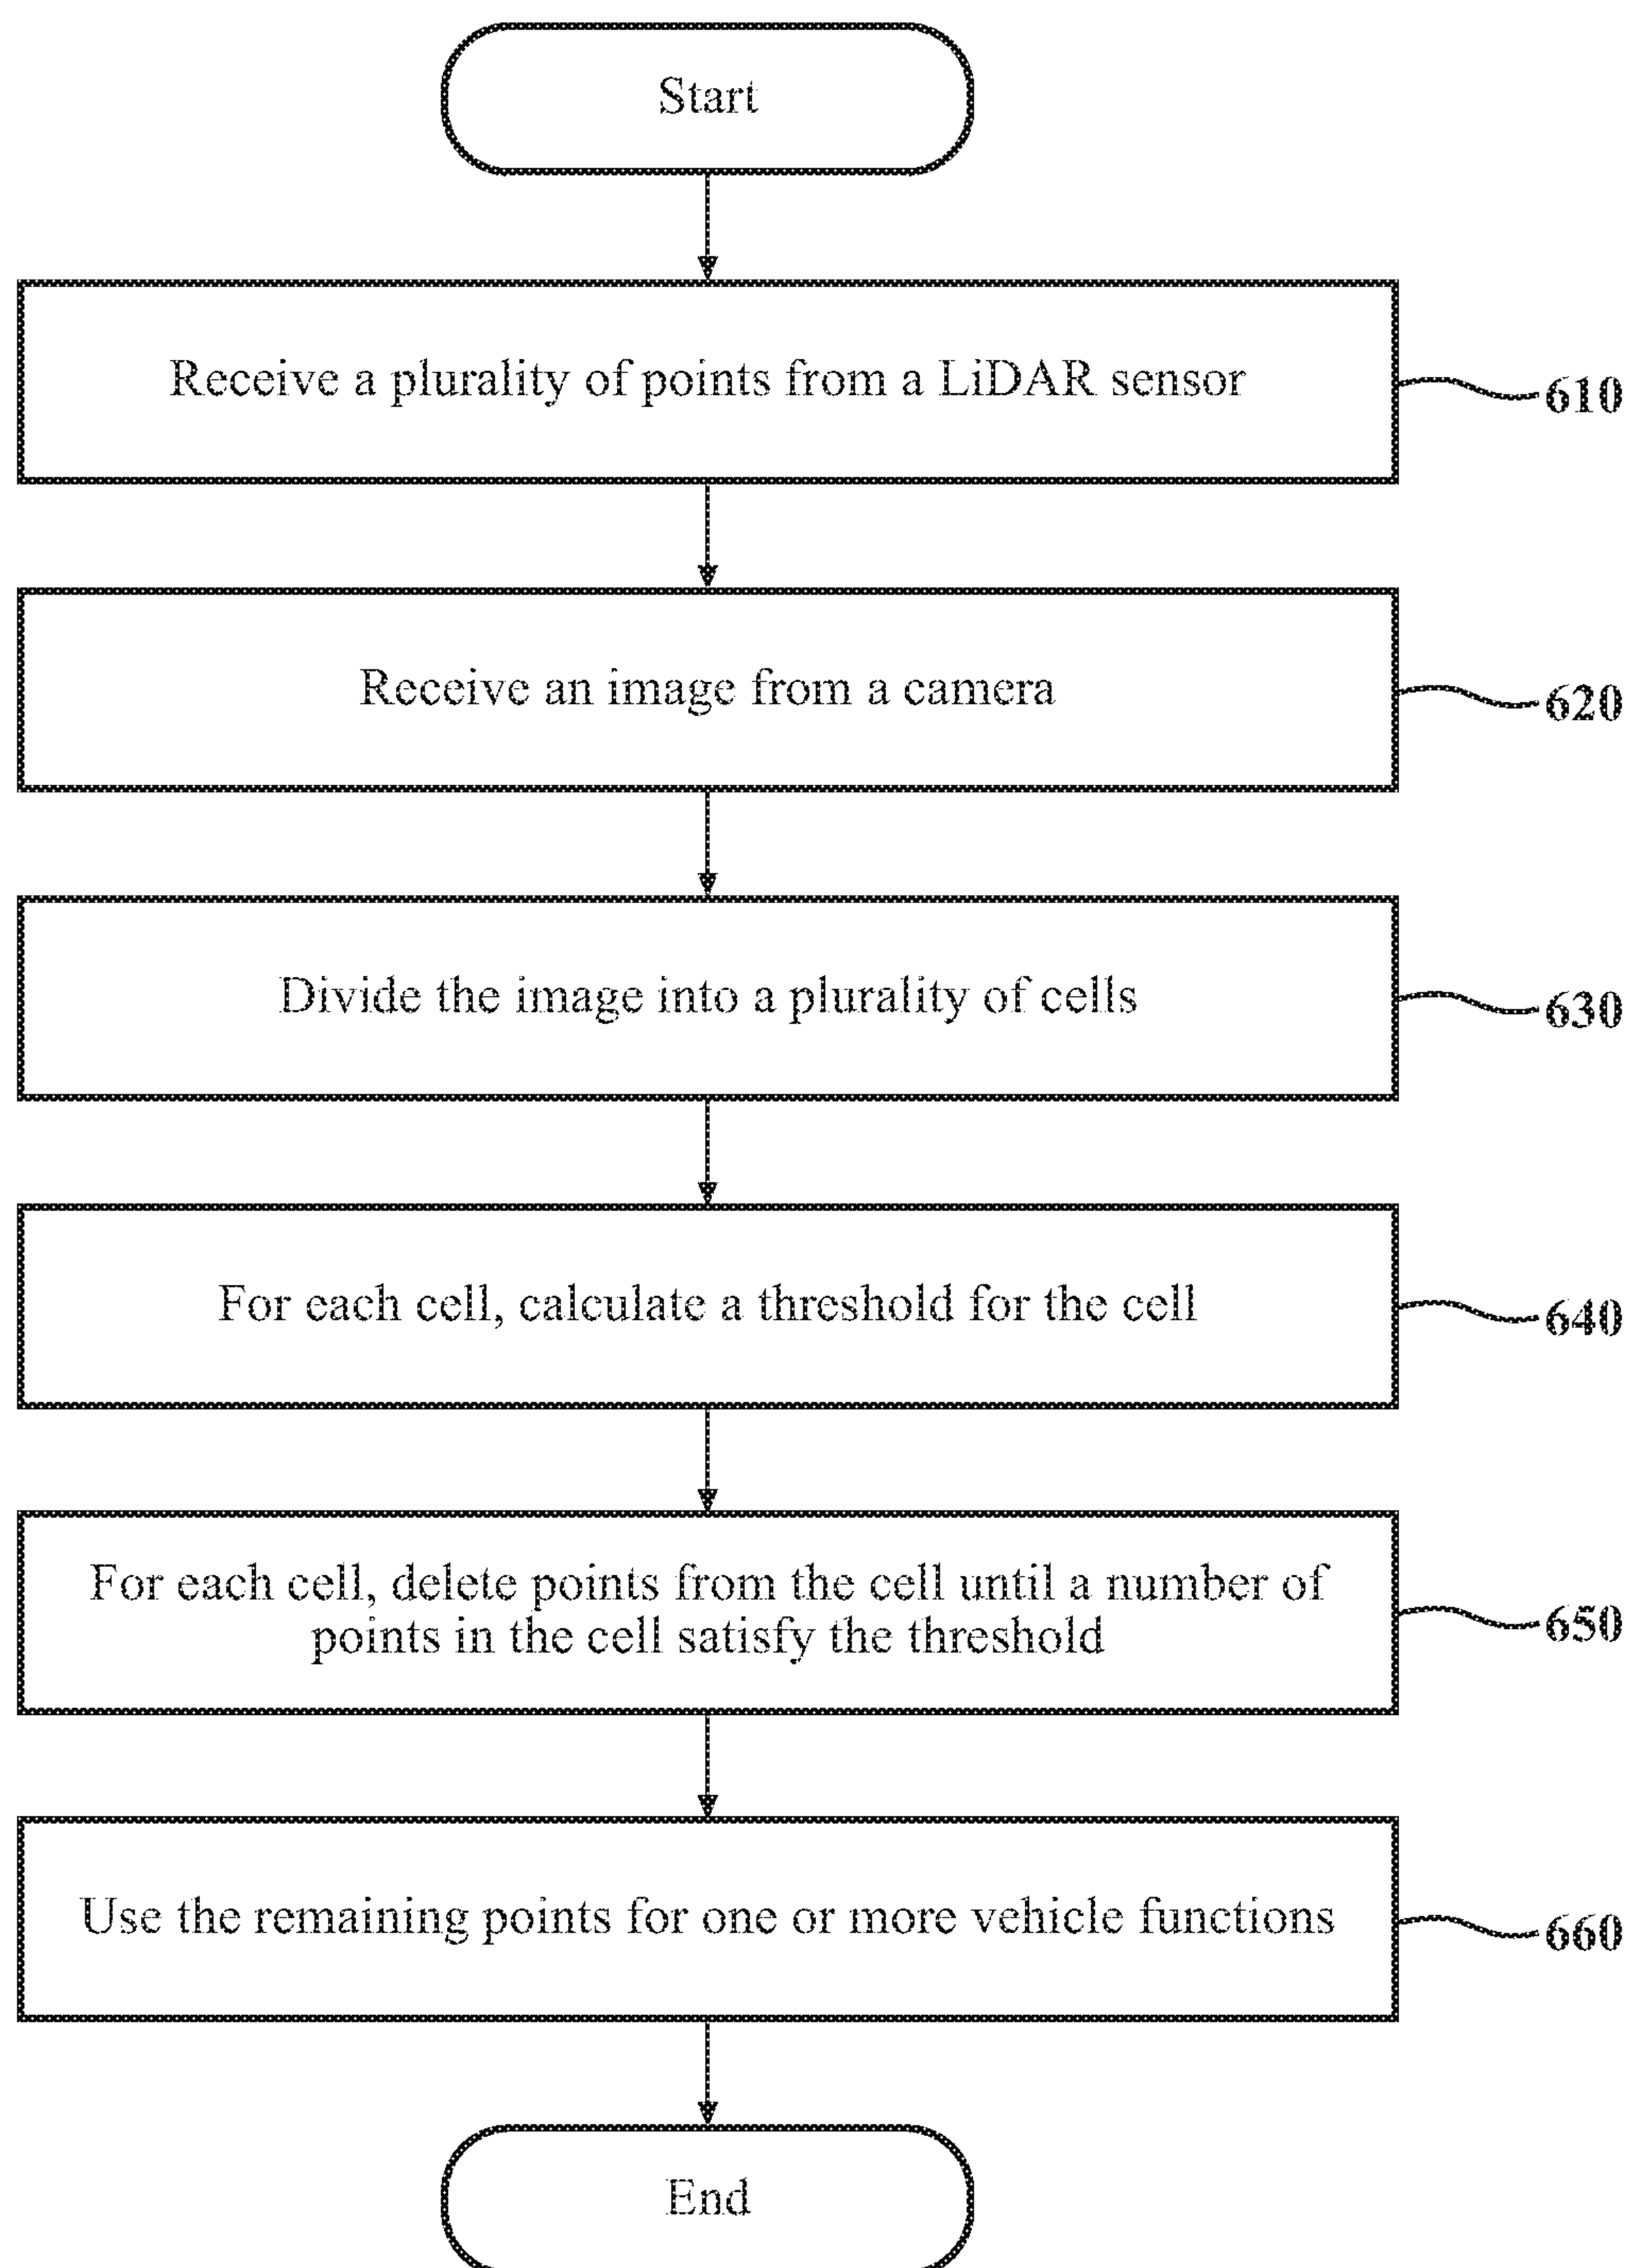 Start
Receive a plurality of points from a LiDAR sensor
610
Receive an image from a camera
620
Divide the image into a plurality of cells
630
For each cell, calculate a threshold for the cell
640
For each cell, delete points from the cell until a number of
points in the cell satisfy the threshold
650
Use the remaining points for one or more vehicle functions
660
End